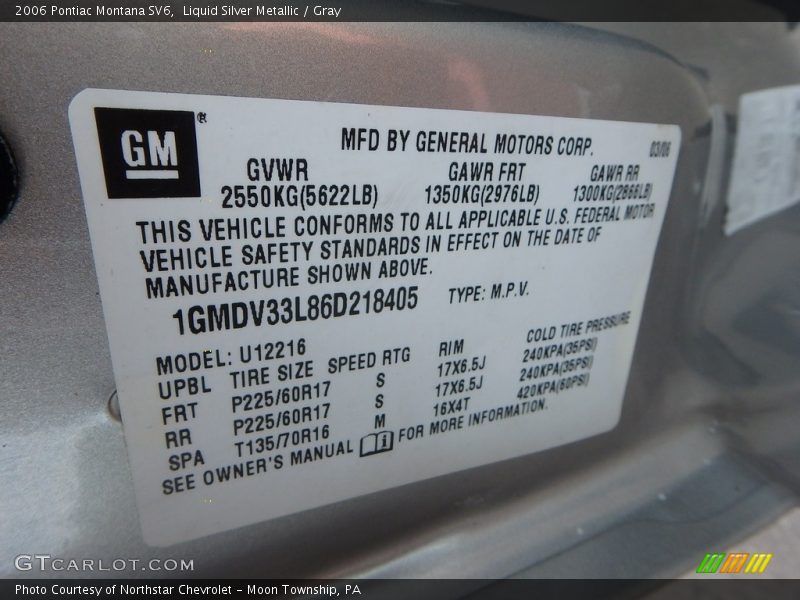 2006 Pontiac Montana SV6, Liquid Silver Metallic / Gray
GM®
MFD BY GENERAL MOTORS CORP. 03/06
GVWR GAWR FRT GAWR RR
2550KG(5622LB) 1350KG(2976LB) 1300KG(2866LB)
THIS VEHICLE CONFORMS TO ALL APPLICABLE U.S. FEDERAL MOTOR
VEHICLE SAFETY STANDARDS IN EFFECT ON THE DATE OF
MANUFACTURE SHOWN ABOVE.
1GMDV33L86D218405 TYPE: M.P.V.
MODEL: U12216
UPBL TIRE SIZE SPEED RTG RIM COLD TIRE PRESSURE
FRT P225/60R17 S 17X6.5J 240KPA(35PSI)
RR P225/60R17 S 17X6.5J 240KPA(35PSI)
SPA T135/70R16 M 16X4T 420KPA(60PSI)
SEE OWNER'S MANUAL FOR MORE INFORMATION.
GTCARLOT.COM
Photo Courtesy of Northstar Chevrolet - Moon Township, PA